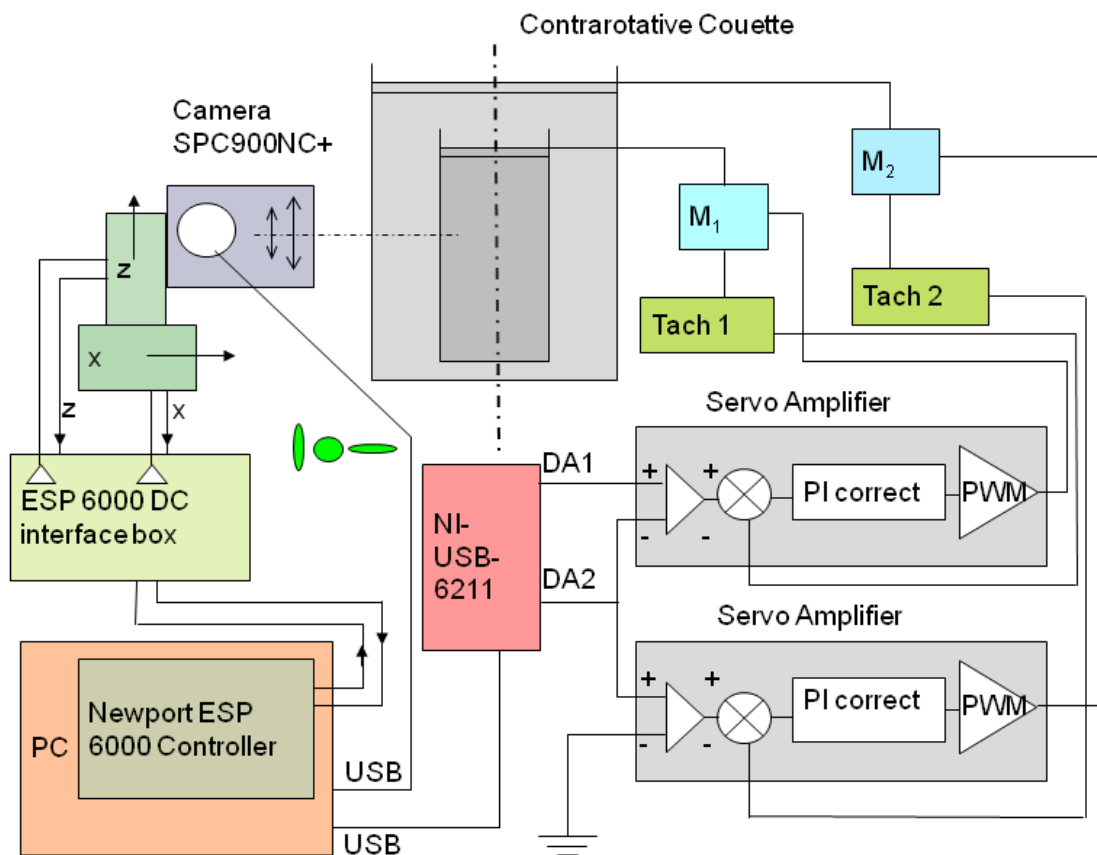 Contrarotative Couette
Camera
SPC900NC+
M2
M1
z
Tach 2
Tach 1
x
Servo Amplifier
z
x
DA1
+
+
PI correct
PWM
-
-
ESP 6000 DC
interface box
NI-
USB-
6211
DA2
Servo Amplifier
+
+
PI correct
PWM
-
-
Newport ESP
6000 Controller
PC
USB
USB